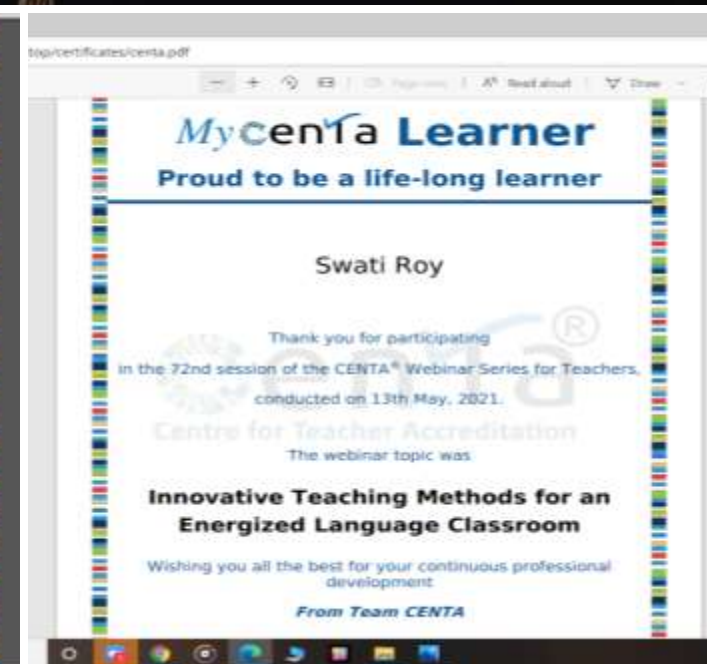 top/certificates/centa.pdf
Read aloud
Draw
Mycenta Learner
Proud to be a life-long learner
Swati Roy
Thank you for participating
in the 72nd session of the CENTA® Webinar Series for Teachers,
conducted on 13th May, 2021.
centa®
Centre for Teacher Accreditation
The webinar topic was
Innovative Teaching Methods for an
Energized Language Classroom
Wishing you all the best for your continuous professional
development
From Team CENTA